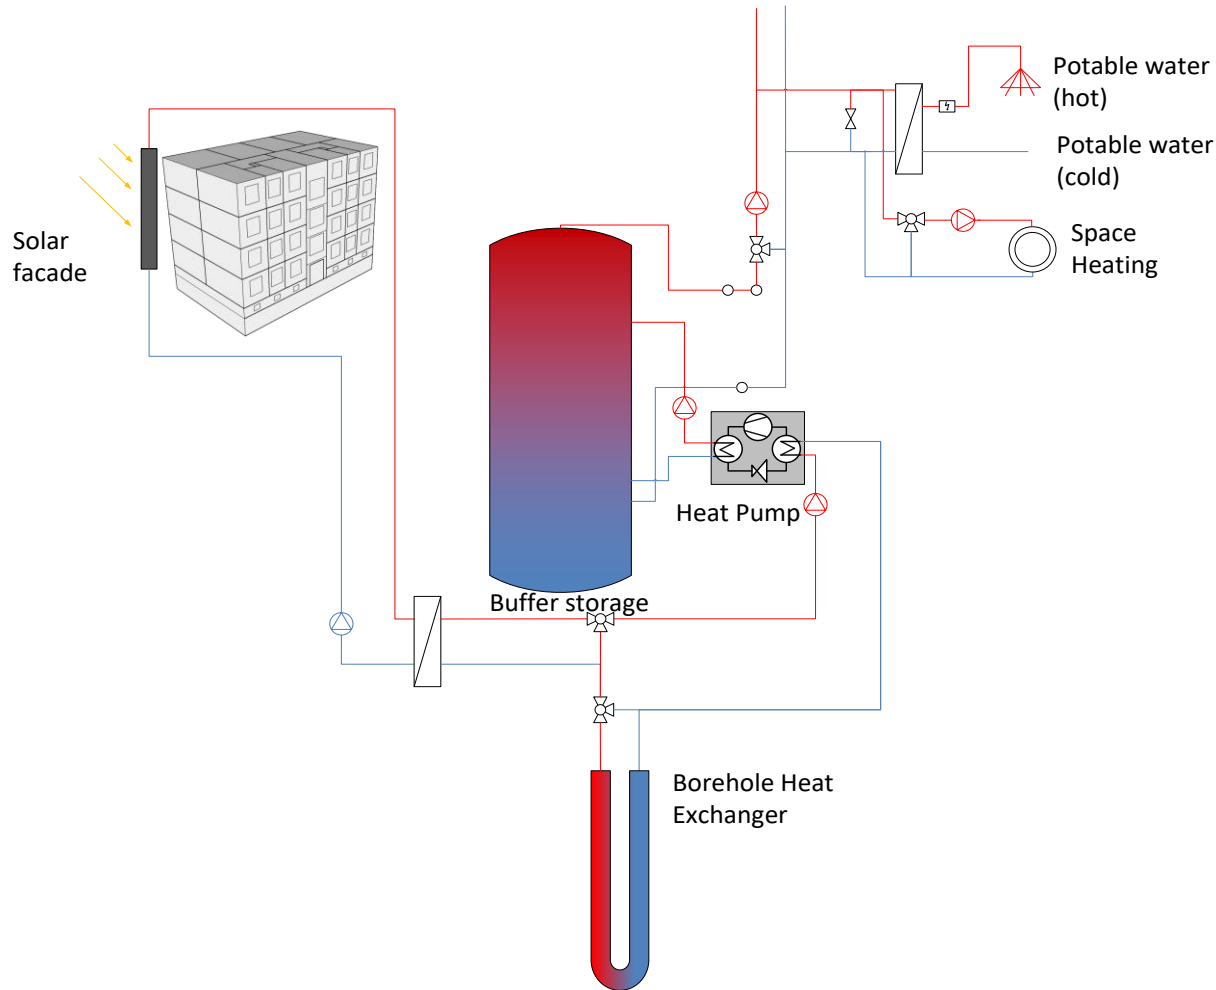 Potable water
(hot)
Potable water
(cold)
Solar
facade
Space
Heating
Heat Pump
Buffer storage
Borehole Heat
Exchanger